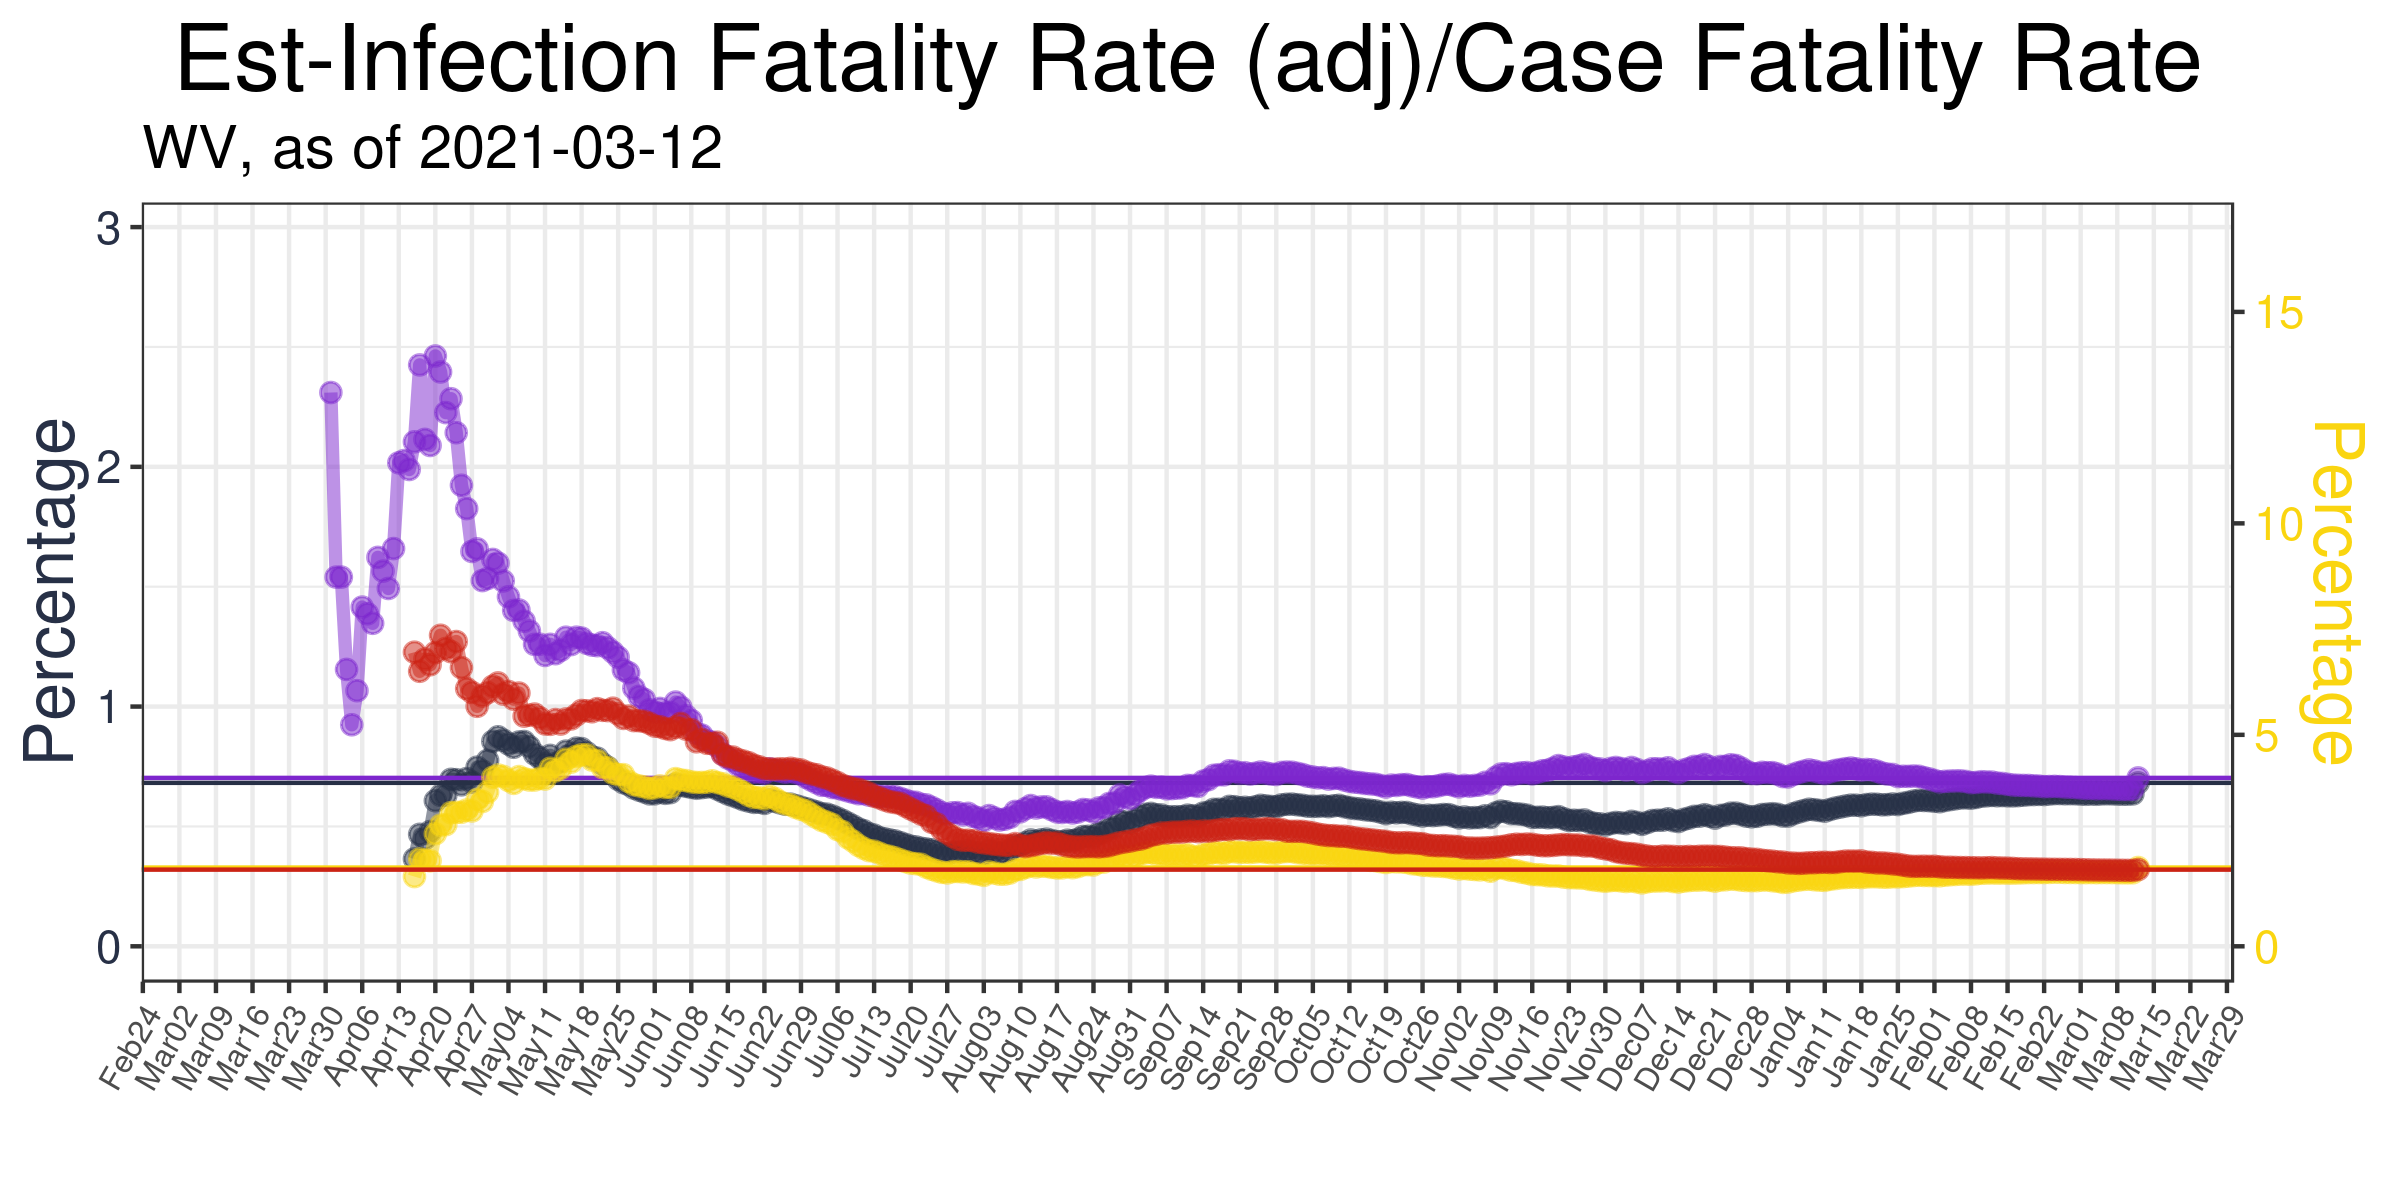 Est-Infection Fatality Rate (adj)/Case Fatality Rate
WV, as of 2021-03-12
Percentage
3
2
1
0
15
10
5
0
Percentage
Feb24
Mar02
Mar09
Mar16
Mar23
Mar30
Apr06
Apr13
Apr20
Apr27
May04
May11
May18
May25
Jun01
Jun08
Jun15
Jun22
Jun29
Jul06
Jul13
Jul20
Jul27
Aug03
Aug10
Aug17
Aug24
Aug31
Sep07
Sep14
Sep21
Sep28
Oct05
Oct12
Oct19
Oct26
Nov02
Nov09
Nov16
Nov23
Nov30
Dec07
Dec14
Dec21
Dec28
Jan04
Jan11
Jan18
Jan25
Feb01
Feb08
Feb15
Feb22
Mar01
Mar08
Mar15
Mar22
Mar29